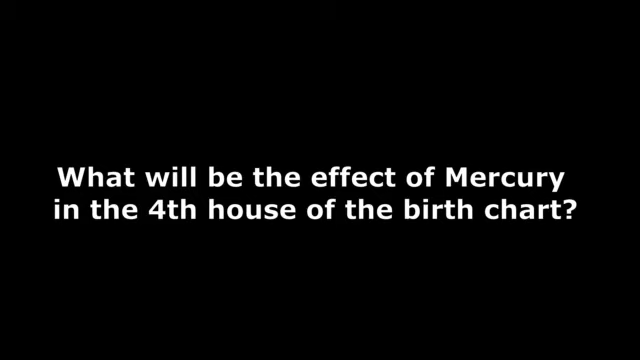 What will be the effect of Mercury
in the 4th house of the birth chart?